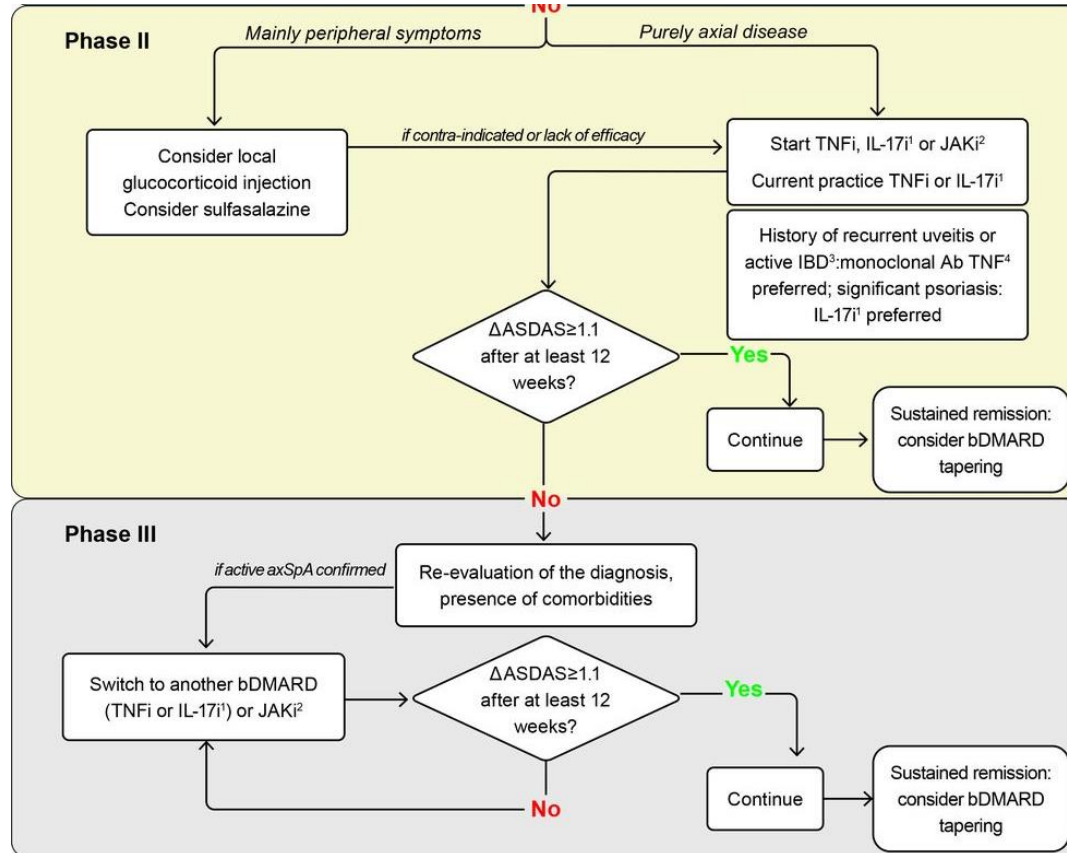 No
Phase II
Mainly peripheral symptoms
Purely axial disease
Consider local
glucocorticoid injection
Consider sulfasalazine
if contra-indicated or lack of efficacy
Start TNFi, IL-17i¹ or JAKi²
Current practice TNFi or IL-17i¹
History of recurrent uveitis or
active IBD³:monoclonal Ab TNF⁴
preferred; significant psoriasis:
IL-17i¹ preferred
ΔASDAS≥1.1
after at least 12
weeks?
Yes
Continue
Sustained remission:
consider bDMARD
tapering
No
Phase III
if active axSpA confirmed
Re-evaluation of the diagnosis,
presence of comorbidities
Switch to another bDMARD
(TNFi or IL-17i¹) or JAKi²
ΔASDAS≥1.1
after at least 12
weeks?
Yes
No
Continue
Sustained remission:
consider bDMARD
tapering